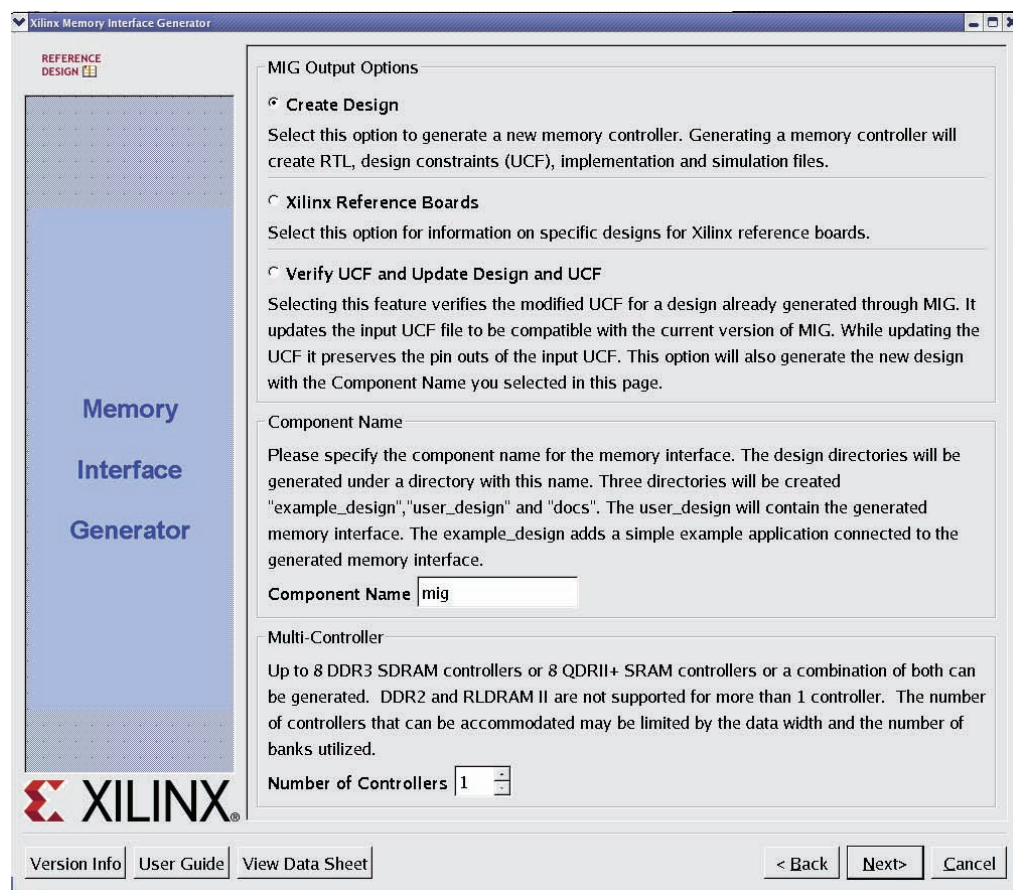 Xilinx Memory Interface Generator
REFERENCE
DESIGN
MIG Output Options
Create Design
Select this option to generate a new memory controller. Generating a memory controller will
create RTL, design constraints (UCF), implementation and simulation files.
Xilinx Reference Boards
Select this option for information on specific designs for Xilinx reference boards.
Verify UCF and Update Design and UCF
Selecting this feature verifies the modified UCF for a design already generated through MIG. It
updates the input UCF file to be compatible with the current version of MIG. While updating the
UCF it preserves the pin outs of the input UCF. This option will also generate the new design
with the Component Name you selected in this page.
Memory
Interface
Generator
Component Name
Please specify the component name for the memory interface. The design directories will be
generated under a directory with this name. Three directories will be created
"example_design","user_design" and "docs". The user_design will contain the generated
memory interface. The example_design adds a simple example application connected to the
generated memory interface.
Component Name mig
Multi-Controller
Up to 8 DDR3 SDRAM controllers or 8 QDRII+ SRAM controllers or a combination of both can
be generated.  DDR2 and RLDRAM II are not supported for more than 1 controller.  The number
of controllers that can be accommodated may be limited by the data width and the number of
banks utilized.
Number of Controllers 1
XILINX®
Version Info User Guide View Data Sheet < Back Next> Cancel